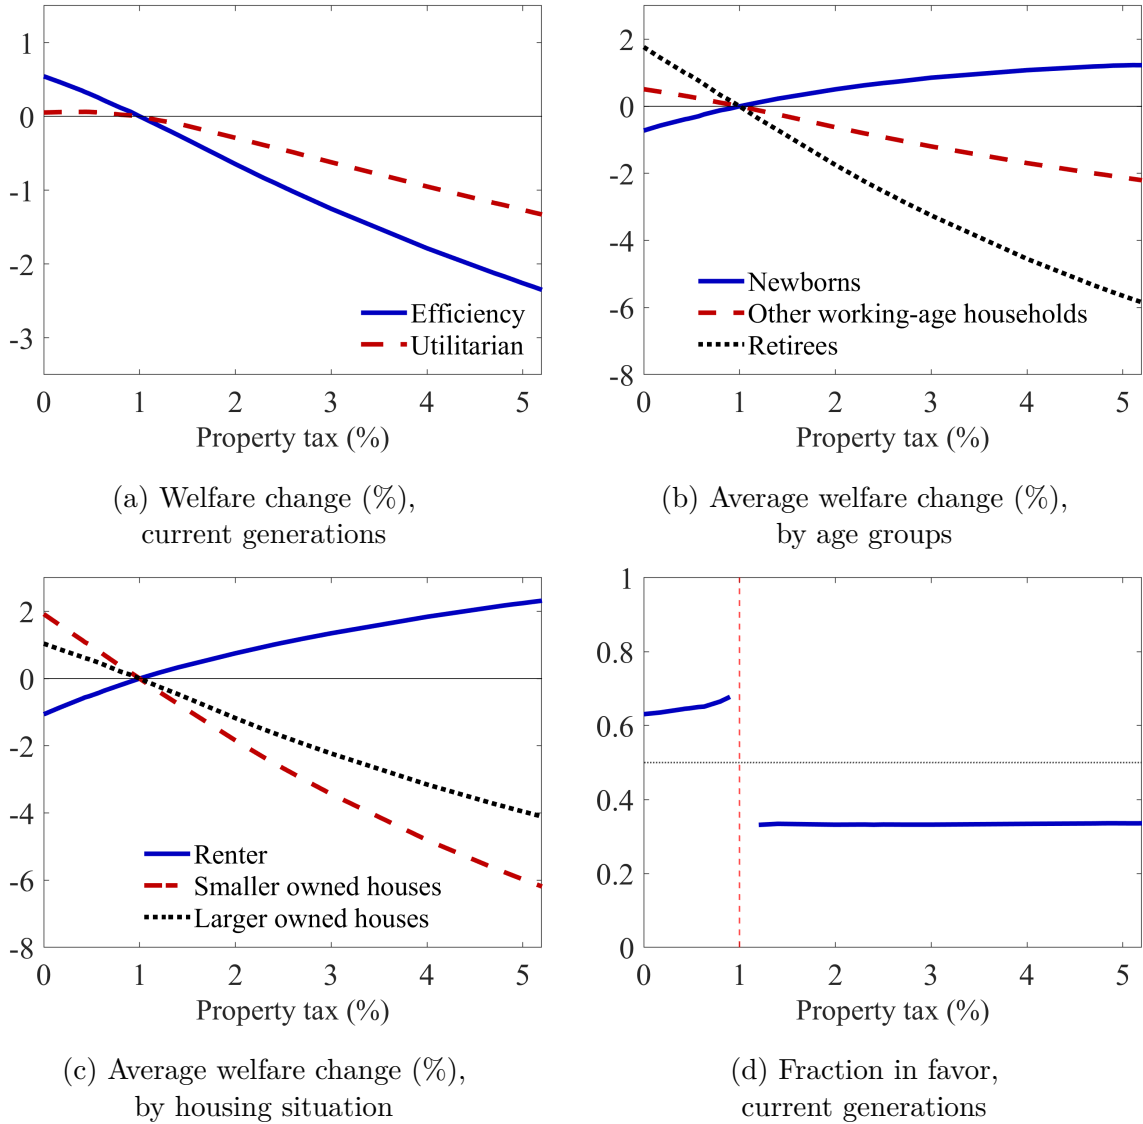 1
0
-1
-2
-3
Efficiency
Utilitarian
0 1 2 3 4 5
Property tax (%)
(a) Welfare change (%),
current generations
2
0
-2
-4
-6
-8
Newborns
Other working-age households
Retirees
0 1 2 3 4 5
Property tax (%)
(b) Average welfare change (%),
by age groups
2
0
-2
-4
-6
-8
Renter
Smaller owned houses
Larger owned houses
0 1 2 3 4 5
Property tax (%)
(c) Average welfare change (%),
by housing situation
1
0.8
0.6
0.4
0.2
0
0 1 2 3 4 5
Property tax (%)
(d) Fraction in favor,
current generations